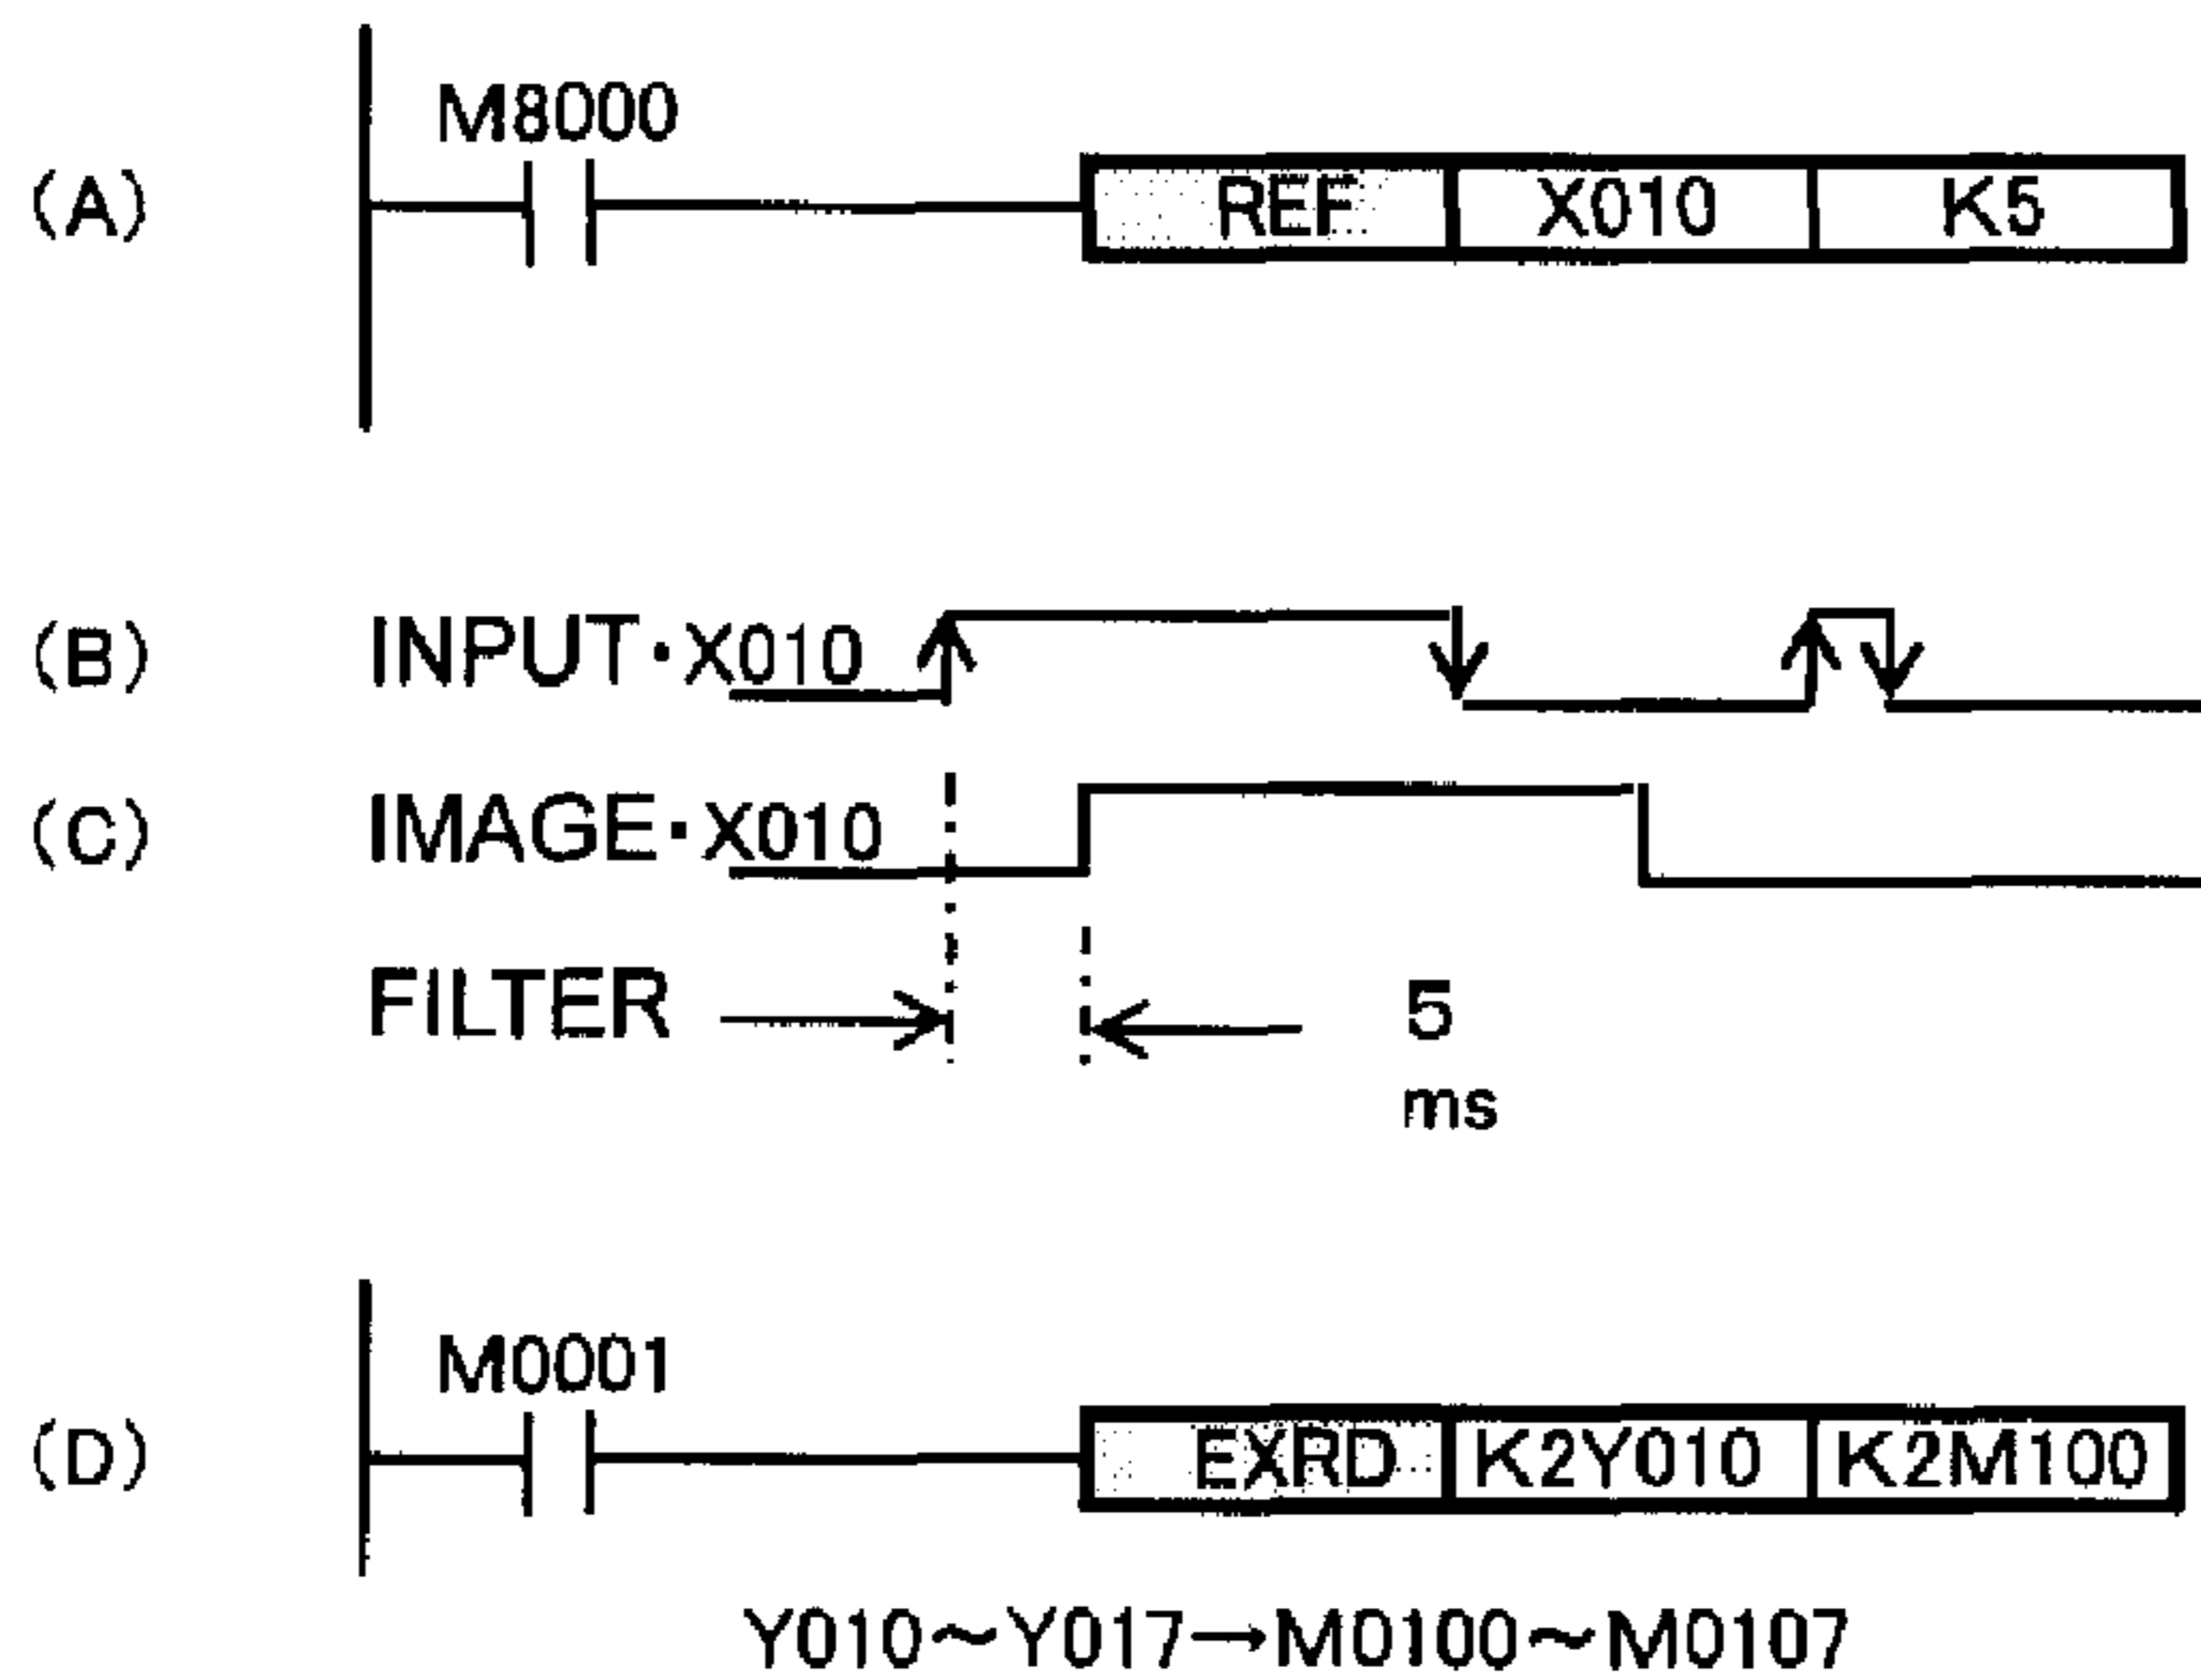 M8000
(A) REF X010 K5
(B) INPUT·X010
(C) IMAGE·X010
FILTER 5
ms
M0001
(D) EXRD K2Y010 K2M100
Y010～Y017→M0100～M0107